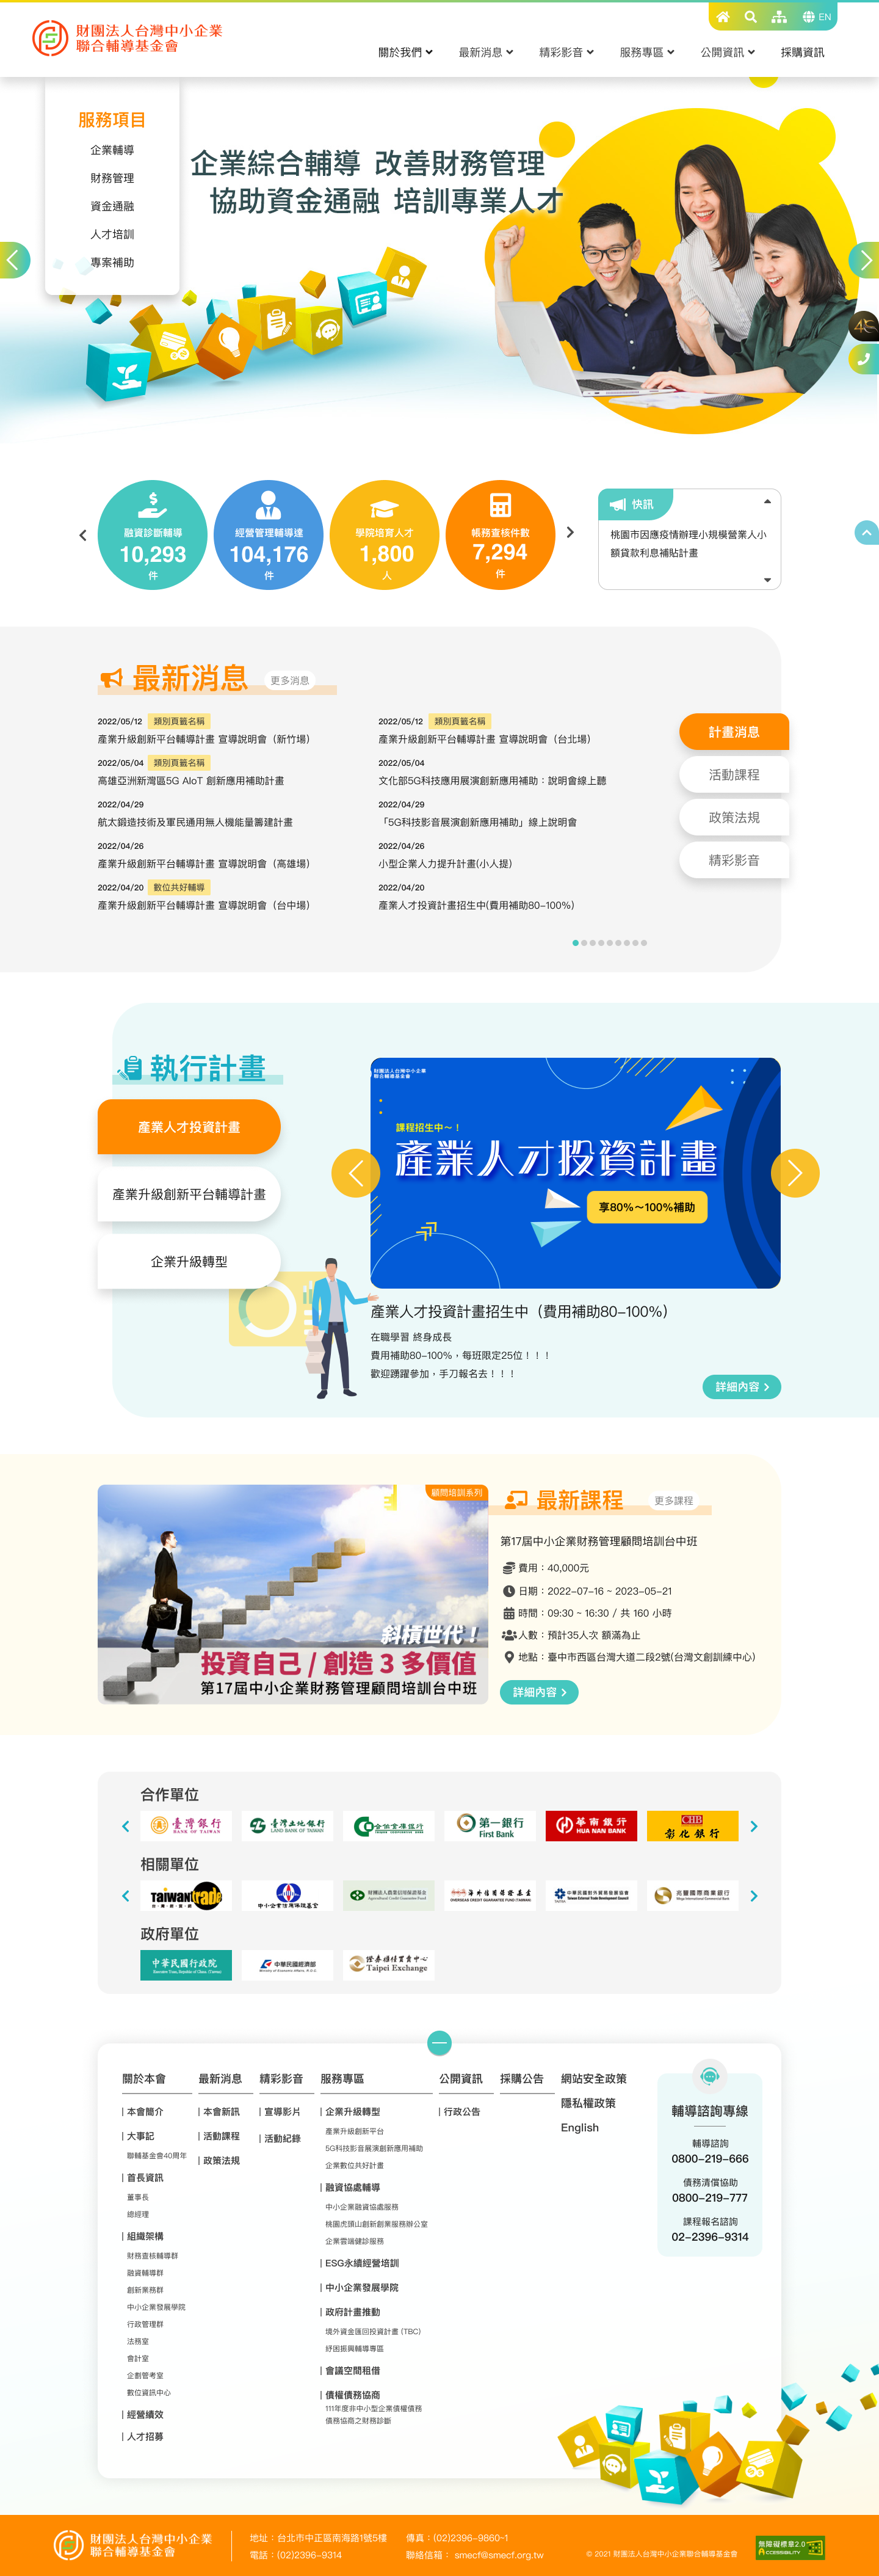 財團法人台灣中小企業
聯合輔導基金會
EN
關於我們
最新消息
精彩影音
服務專區
公開資訊
採購資訊
服務項目
企業輔導
財務管理
資金通融
人才培訓
專案補助
企業綜合輔導 改善財務管理
協助資金通融 培訓專業人才
融資診斷輔導
10,293
件
經營管理輔導達
104,176
件
學院培育人才
1,800
人
帳務查核件數
7,294
件
快訊
桃園市因應疫情辦理小規模營業人小
額貸款利息補貼計畫
最新消息
更多消息
2022/05/12 類別頁籤名稱
產業升級創新平台輔導計畫 宣導說明會（新竹場）
2022/05/04 類別頁籤名稱
高雄亞洲新灣區5G AIoT 創新應用補助計畫
2022/04/29
航太鍛造技術及軍民通用無人機能量籌建計畫
2022/04/26
產業升級創新平台輔導計畫 宣導說明會（高雄場）
2022/04/20 數位共好輔導
產業升級創新平台輔導計畫 宣導說明會（台中場）
2022/05/12 類別頁籤名稱
產業升級創新平台輔導計畫 宣導說明會（台北場）
2022/05/04
文化部5G科技應用展演創新應用補助：說明會線上聽
2022/04/29
「5G科技影音展演創新應用補助」線上說明會
2022/04/26
小型企業人力提升計畫(小人提)
2022/04/20
產業人才投資計畫招生中(費用補助80-100%)
計畫消息
活動課程
政策法規
精彩影音
執行計畫
產業人才投資計畫
產業升級創新平台輔導計畫
企業升級轉型
財團法人台灣中小企業
聯合輔導基金會
課程招生中~！
產業人才投資計畫
享80%～100%補助
產業人才投資計畫招生中（費用補助80-100%）
在職學習 終身成長
費用補助80-100%，每班限定25位！！！
歡迎踴躍參加，手刀報名去！！！
詳細內容
顧問培訓系列
斜槓世代！
投資自己/創造3多價值
第17屆中小企業財務管理顧問培訓台中班
最新課程
更多課程
第17屆中小企業財務管理顧問培訓台中班
費用：40,000元
日期：2022-07-16 ~ 2023-05-21
時間：09:30 ~ 16:30 / 共 160 小時
人數：預計35人次 額滿為止
地點：臺中市西區台灣大道二段2號(台灣文創訓練中心)
詳細內容
合作單位
臺灣銀行
BANK OF TAIWAN
臺灣土地銀行
LAND BANK OF TAIWAN
合作金庫銀行
TAIWAN COOPERATIVE BANK
第一銀行
First Bank
華南銀行
HUA NAN BANK
CHB
彰化銀行
相關單位
taiwantrade
台灣經貿網
中小企業信用保證基金
財團法人農業信用保證基金
Agricultural Credit Guarantee Fund
海外信用保證基金
OVERSEAS CREDIT GUARANTEE FUND (TAIWAN)
中華民國對外貿易發展協會
Taiwan External Trade Development Council
兆豐國際商業銀行
Mega International Commercial Bank
政府單位
中華民國行政院
Executive Yuan, Republic of China (Taiwan)
中華民國經濟部
Ministry of Economic Affairs, R.O.C.
證券櫃檯買賣中心
Taipei Exchange
關於本會
本會簡介
大事記
聯輔基金會40周年
首長資訊
董事長
總經理
組織架構
財務查核輔導群
融資輔導群
創新業務群
中小企業發展學院
行政管理群
法務室
會計室
企劃管考室
數位資訊中心
經營績效
人才招募
最新消息
本會新訊
活動課程
政策法規
精彩影音
宣導影片
活動紀錄
服務專區
企業升級轉型
產業升級創新平台
5G科技影音展演創新應用補助
企業數位共好計畫
融資協處輔導
中小企業融資協處服務
桃園虎頭山創新創業服務辦公室
企業雲端健診服務
ESG永續經營培訓
中小企業發展學院
政府計畫推動
境外資金匯回投資計畫 (TBC)
紓困振興輔導專區
會議空間租借
債權債務協商
111年度非中小型企業債權債務
債務協商之財務診斷
公開資訊
行政公告
採購公告
網站安全政策
隱私權政策
English
輔導諮詢專線
輔導諮詢
0800-219-666
債務清償協助
0800-219-777
課程報名諮詢
02-2396-9314
財團法人台灣中小企業
聯合輔導基金會
地址：台北市中正區南海路1號5樓
電話：(02)2396-9314
傳真：(02)2396-9860~1
聯絡信箱： smecf@smecf.org.tw
© 2021 財團法人台灣中小企業聯合輔導基金會
無障礙標章2.0
ACCESSIBILITY